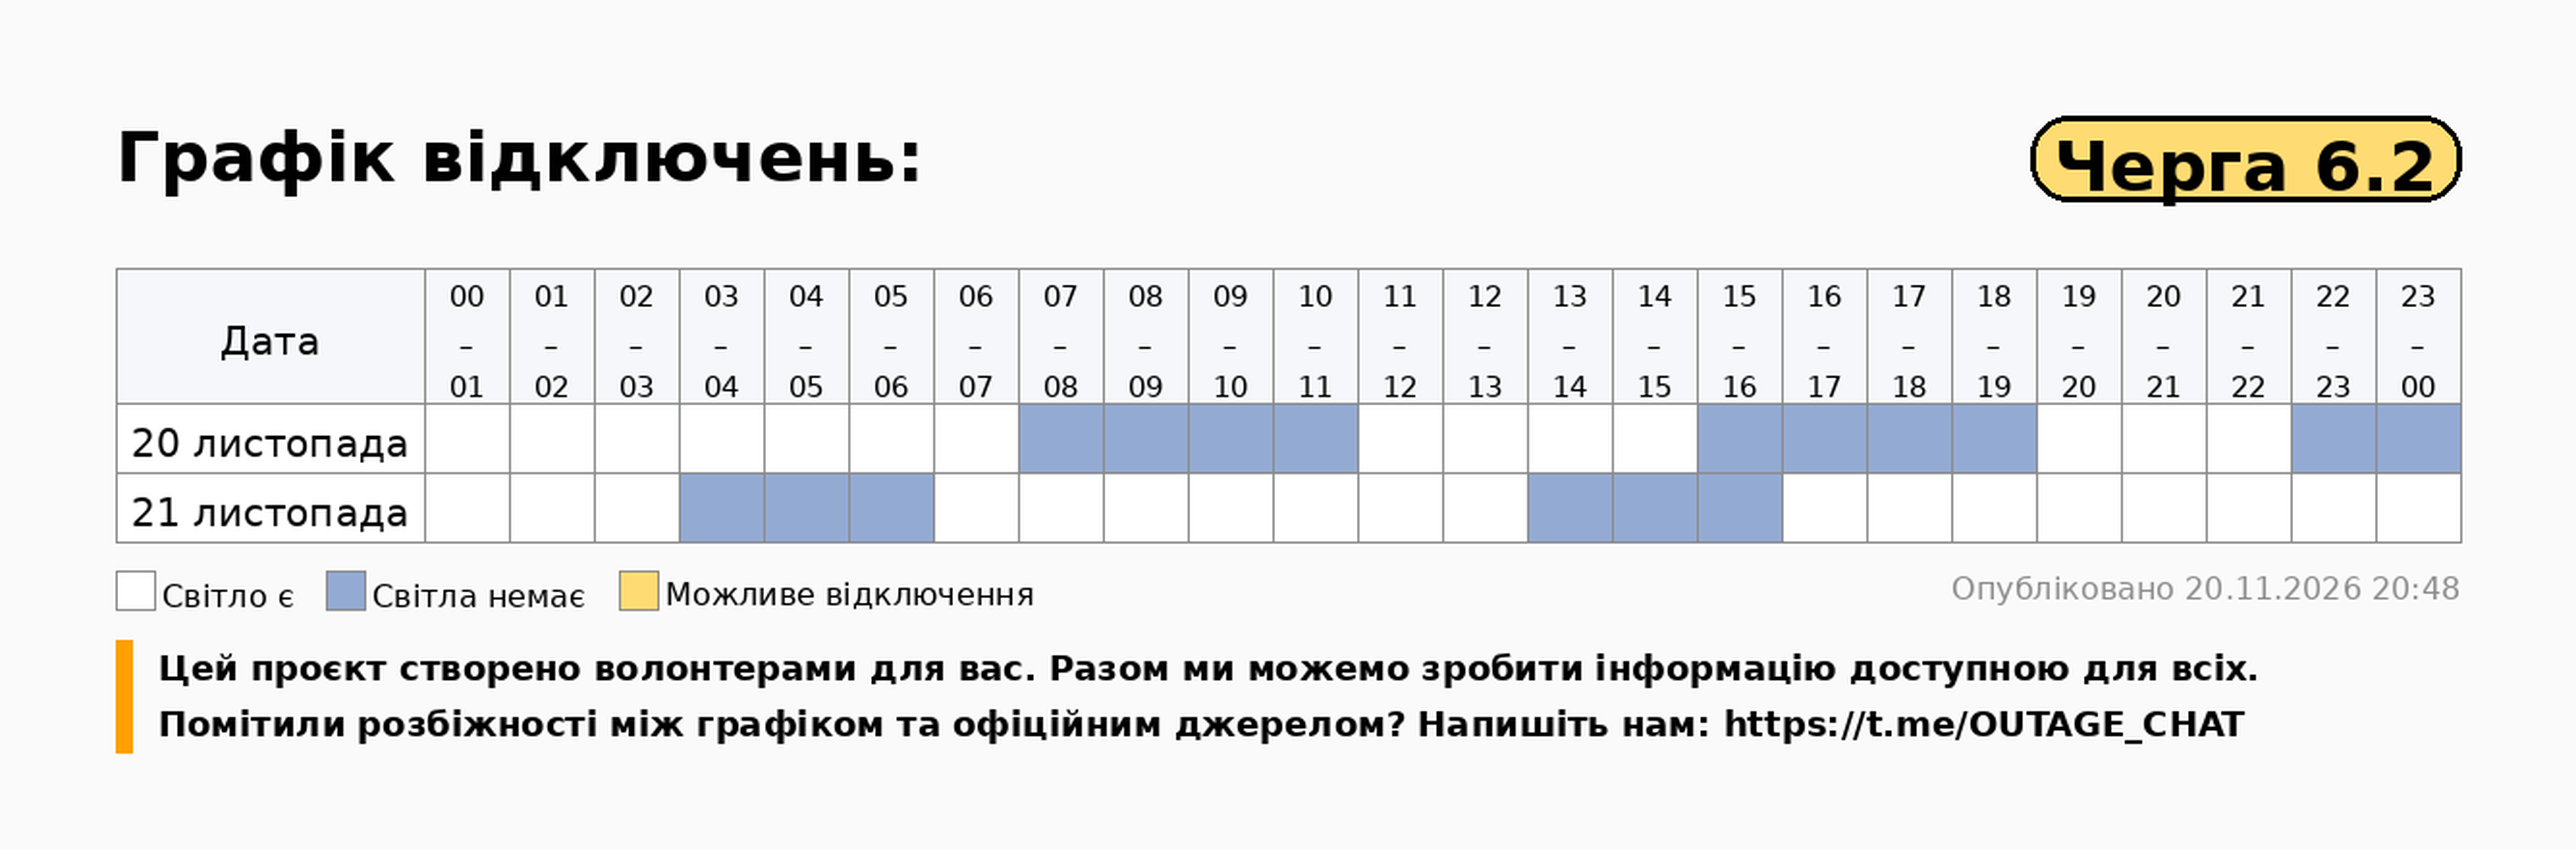 Графік відключень:
Черга 6.2
Дата 00 – 01 01 – 02 02 – 03 03 – 04 04 – 05 05 – 06 06 – 07 07 – 08 08 – 09 09 – 10 10 – 11 11 – 12 12 – 13 13 – 14 14 – 15 15 – 16 16 – 17 17 – 18 18 – 19 19 – 20 20 – 21 21 – 22 22 – 23 23 – 00
20 листопада
21 листопада
Світло є Світла немає Можливе відключення
Опубліковано 20.11.2026 20:48
Цей проєкт створено волонтерами для вас. Разом ми можемо зробити інформацію доступною для всіх.
Помітили розбіжності між графіком та офіційним джерелом? Напишіть нам: https://t.me/OUTAGE_CHAT